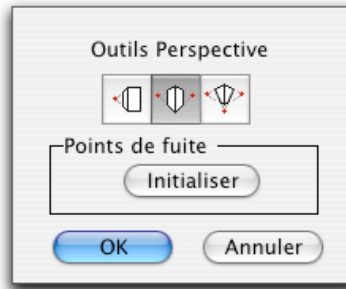 Outils Perspective
Points de fuite
Initialiser
OK
Annuler